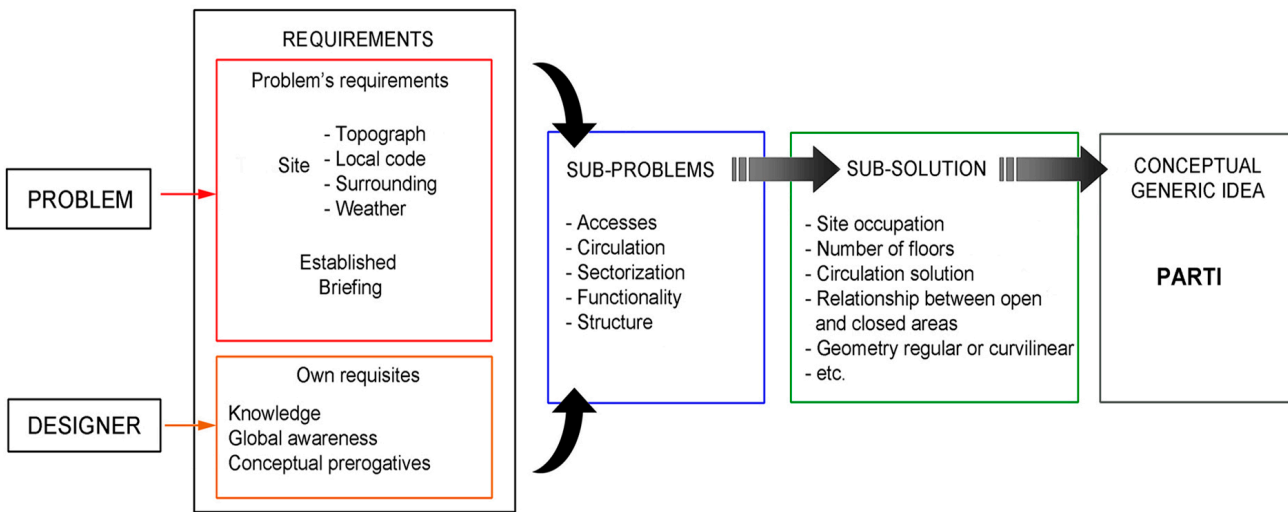 PROBLEM
DESIGNER
REQUIREMENTS
Problem's requirements
Site
- Topograph
- Local code
- Surrounding
- Weather
Established
Briefing
Own requisites
Knowledge
Global awareness
Conceptual prerogatives
SUB-PROBLEMS
- Accesses
- Circulation
- Sectorization
- Functionality
- Structure
SUB-SOLUTION
- Site occupation
- Number of floors
- Circulation solution
- Relationship between open
and closed areas
- Geometry regular or curvilinear
- etc.
CONCEPTUAL
GENERIC IDEA
PARTI